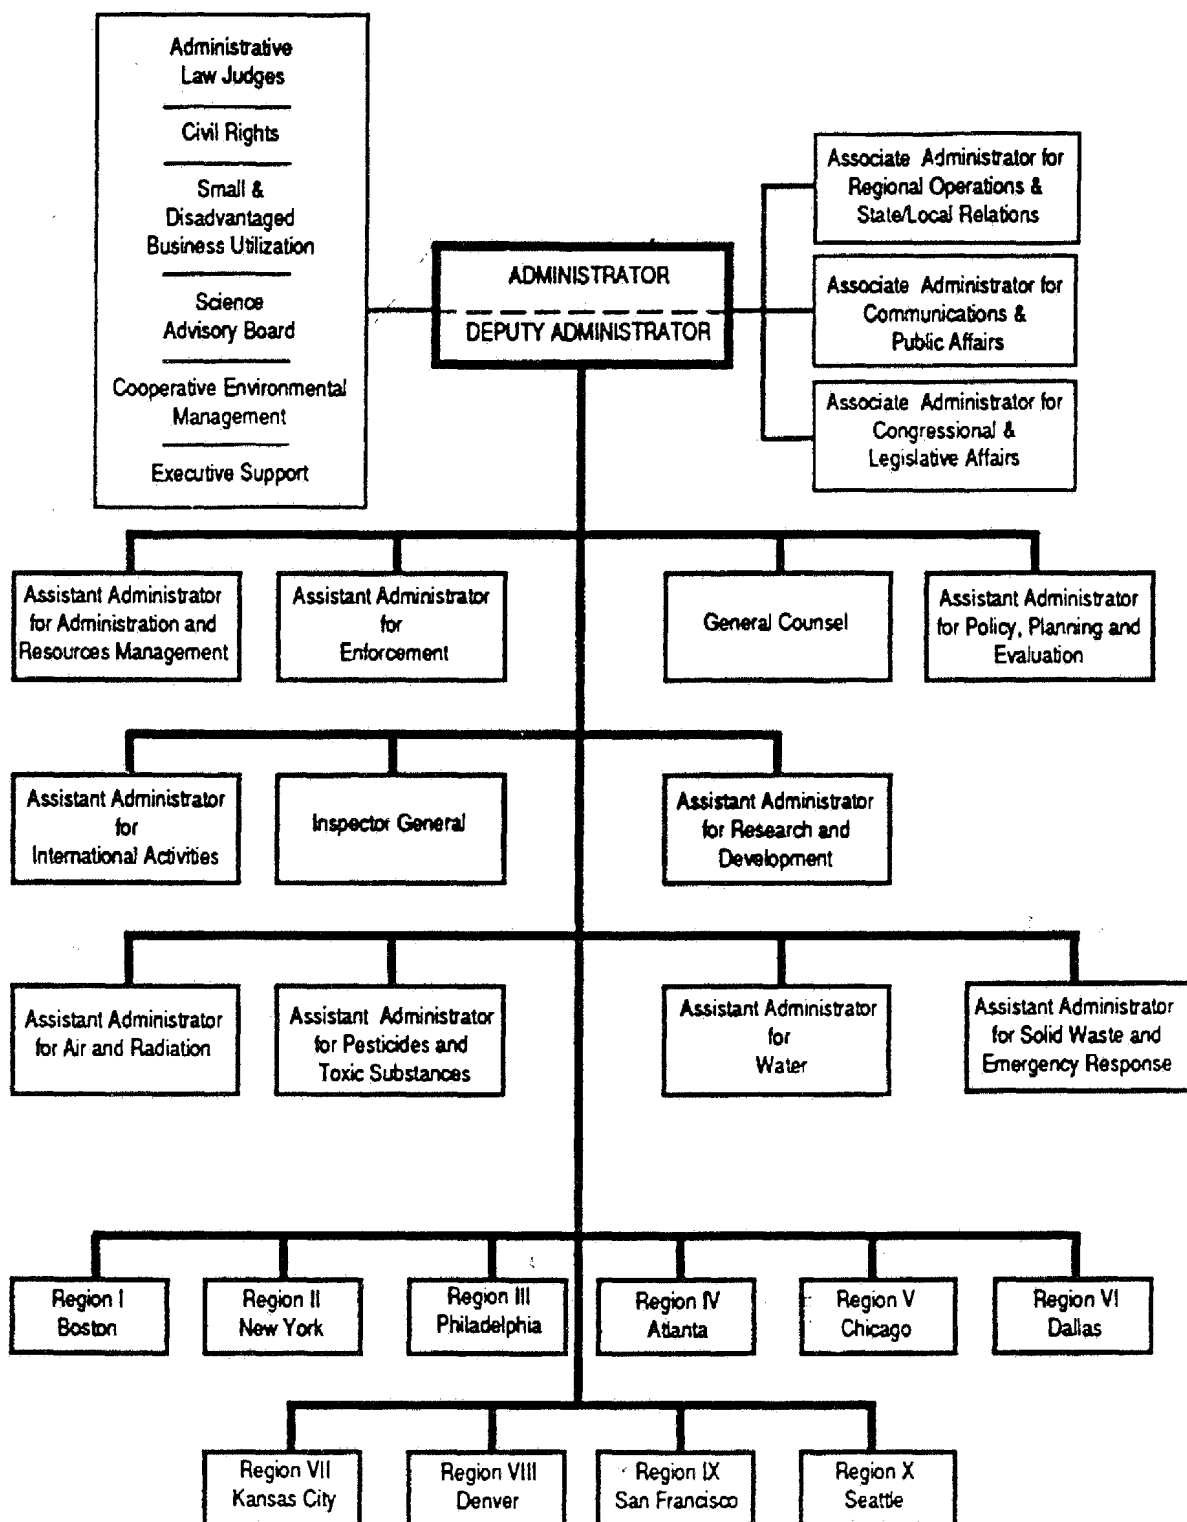 Administrative
Law Judges
Civil Rights
Small &
Disadvantaged
Business Utilization
Science
Advisory Board
Cooperative Environmental
Management
Executive Support
ADMINISTRATOR
DEPUTY ADMINISTRATOR
Associate Administrator for
Regional Operations &
State/Local Relations
Associate Administrator for
Communications &
Public Affairs
Associate Administrator for
Congressional &
Legislative Affairs
Assistant Administrator
for Administration and
Resources Management
Assistant Administrator
for
Enforcement
General Counsel
Assistant Administrator
for Policy, Planning and
Evaluation
Assistant Administrator
for
International Activities
Inspector General
Assistant Administrator
for Research and
Development
Assistant Administrator
for Air and Radiation
Assistant Administrator
for Pesticides and
Toxic Substances
Assistant Administrator
for
Water
Assistant Administrator
for Solid Waste and
Emergency Response
Region I
Boston
Region II
New York
Region III
Philadelphia
Region IV
Atlanta
Region V
Chicago
Region VI
Dallas
Region VII
Kansas City
Region VIII
Denver
Region IX
San Francisco
Region X
Seattle